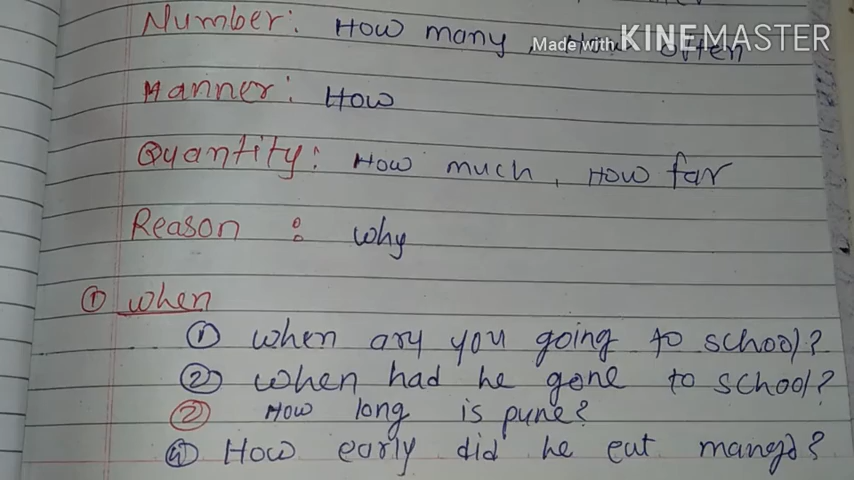 Number: How many, How often
Made with KINEMASTER
Manner: How
Quantity: How much, How far
Reason : why
① when
① when ary you going to school?
② when had he gone to school?
② How long is pune?
④ How early did he eat mango?